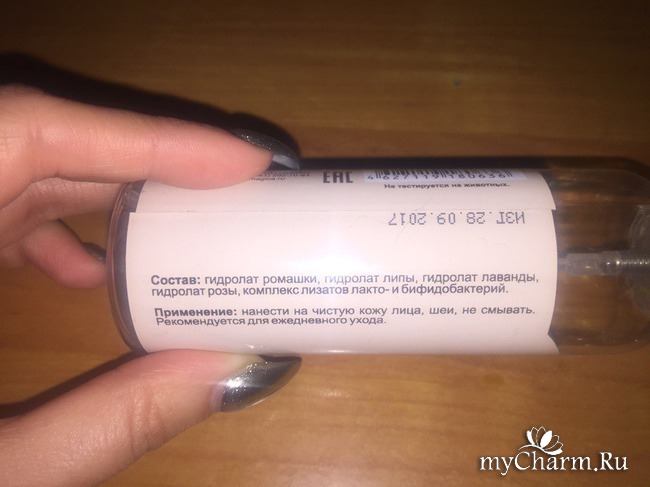 ЕАС
Не тестируется на животных.
ИЗГ. 28.09.2017
Состав: гидролат ромашки, гидролат липы, гидролат лаванды,
гидролат розы, комплекс лизатов лакто- и бифидобактерий.
Применение: нанести на чистую кожу лица, шеи, не смывать.
Рекомендуется для ежедневного ухода.
myCharm.Ru